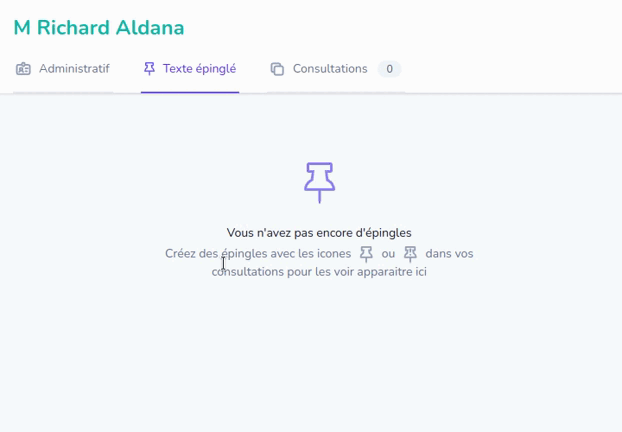 M Richard Aldana
Administratif Texte épinglé Consultations 0
Vous n'avez pas encore d'épingles
Créez des épingles avec les icones ou dans vos
consultations pour les voir apparaitre ici